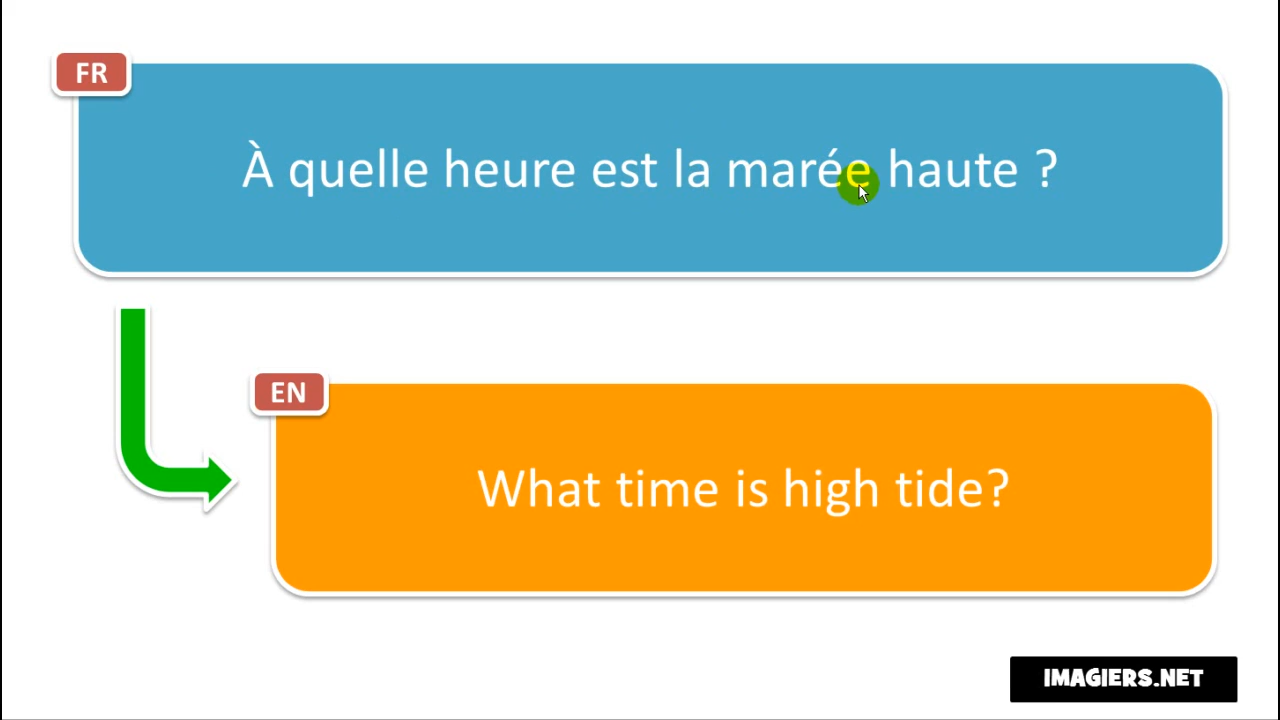 FR
À quelle heure est la marée haute ?
EN
What time is high tide?
IMAGIERS.NET